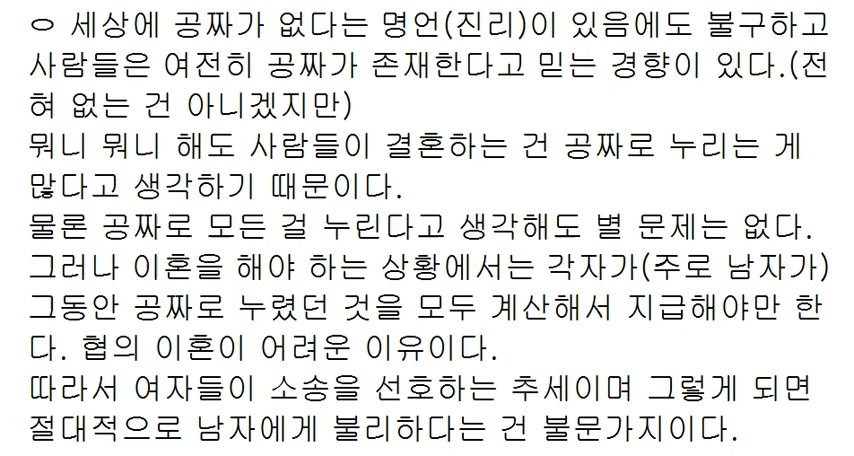 ㅇ 세상에 공짜가 없다는 명언(진리)이 있음에도 불구하고
사람들은 여전히 공짜가 존재한다고 믿는 경향이 있다.(전
혀 없는 건 아니겠지만)
뭐니 뭐니 해도 사람들이 결혼하는 건 공짜로 누리는 게
많다고 생각하기 때문이다.
물론 공짜로 모든 걸 누린다고 생각해도 별 문제는 없다.
그러나 이혼을 해야 하는 상황에서는 각자가(주로 남자가)
그동안 공짜로 누렸던 것을 모두 계산해서 지급해야만 한
다. 협의 이혼이 어려운 이유이다.
따라서 여자들이 소송을 선호하는 추세이며 그렇게 되면
절대적으로 남자에게 불리하다는 건 불문가지이다.